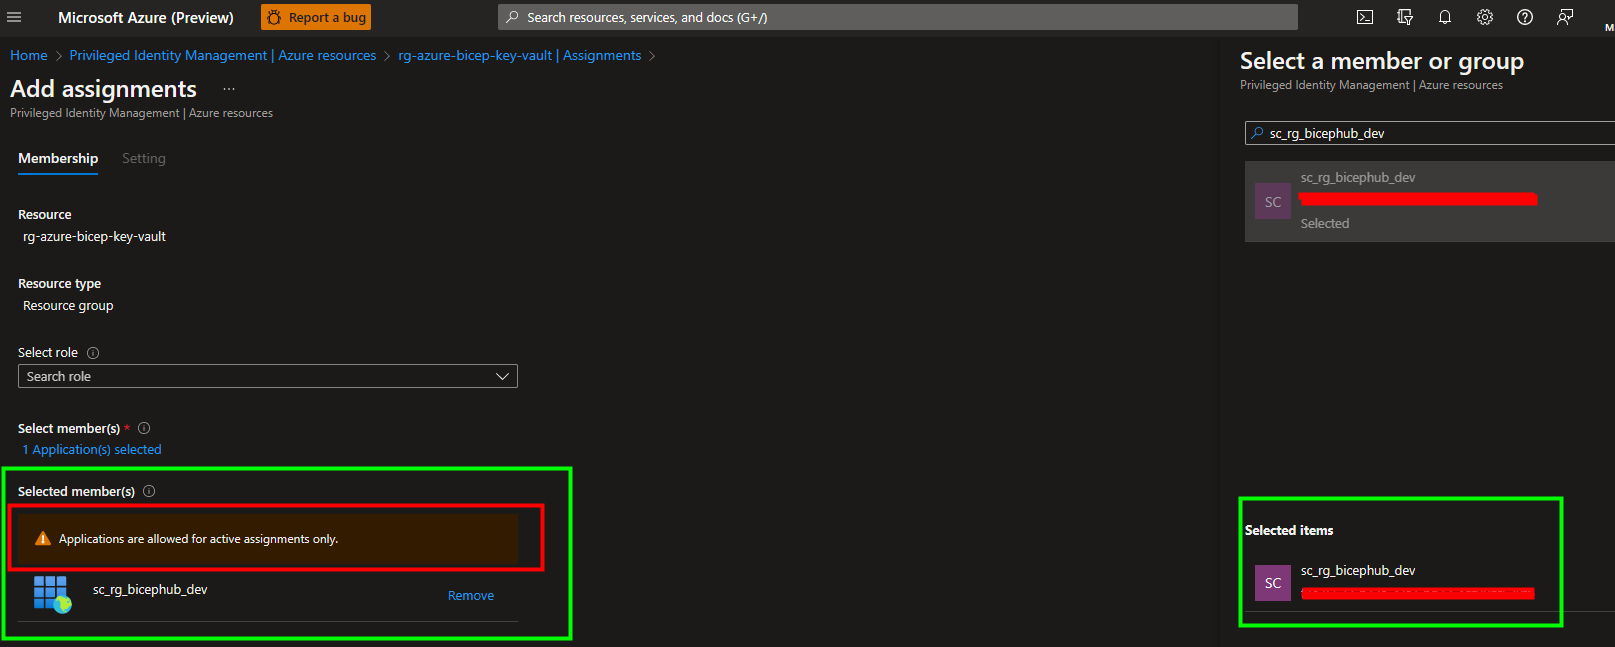 Microsoft Azure (Preview)
Report a bug
Search resources, services, and docs (G+/)
M
Home > Privileged Identity Management | Azure resources > rg-azure-bicep-key-vault | Assignments >
Add assignments ...
Privileged Identity Management | Azure resources
Membership Setting
Resource
rg-azure-bicep-key-vault
Resource type
Resource group
Select role
Search role
Select member(s) *
1 Application(s) selected
Selected member(s)
Applications are allowed for active assignments only.
sc_rg_bicephub_dev
Remove
Select a member or group
Privileged Identity Management | Azure resources
sc_rg_bicephub_dev
SC
sc_rg_bicephub_dev
Selected
Selected items
SC
sc_rg_bicephub_dev